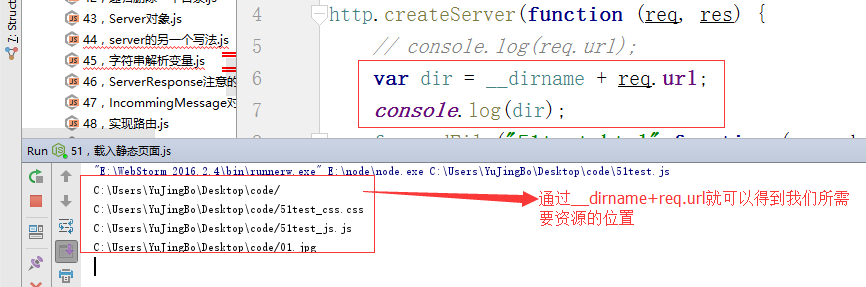 7: Struct
43，Server对象.js
44，server的另一个写法.js
45，字符串解析变量.js
46，ServerResponse注意的
47，IncommingMessage对
48，实现路由.js
4
5
6
7
http.createServer(function (req, res) {
// console.log(req.url);
var dir = __dirname + req.url;
console.log(dir);
Run 51，载入静态页面.js
"E:\WebStorm 2016.2.4\bin\runnerw.exe" E:\node\node.exe C:\Users\YuJingBo\Desktop\code\51test.js
C:\Users\YuJingBo\Desktop\code/
C:\Users\YuJingBo\Desktop\code/51test_css.css
C:\Users\YuJingBo\Desktop\code/51test_js.js
C:\Users\YuJingBo\Desktop\code/01.jpg
通过__dirname+req.url就可以得到我们所需
要资源的位置